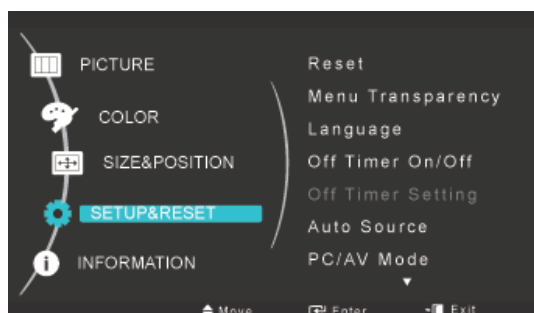 PICTURE
COLOR
SIZE&POSITION
SETUP&RESET
INFORMATION
Reset
Menu Transparency
Language
Off Timer On/Off
Off Timer Setting
Auto Source
PC/AV Mode
Move Enter Exit